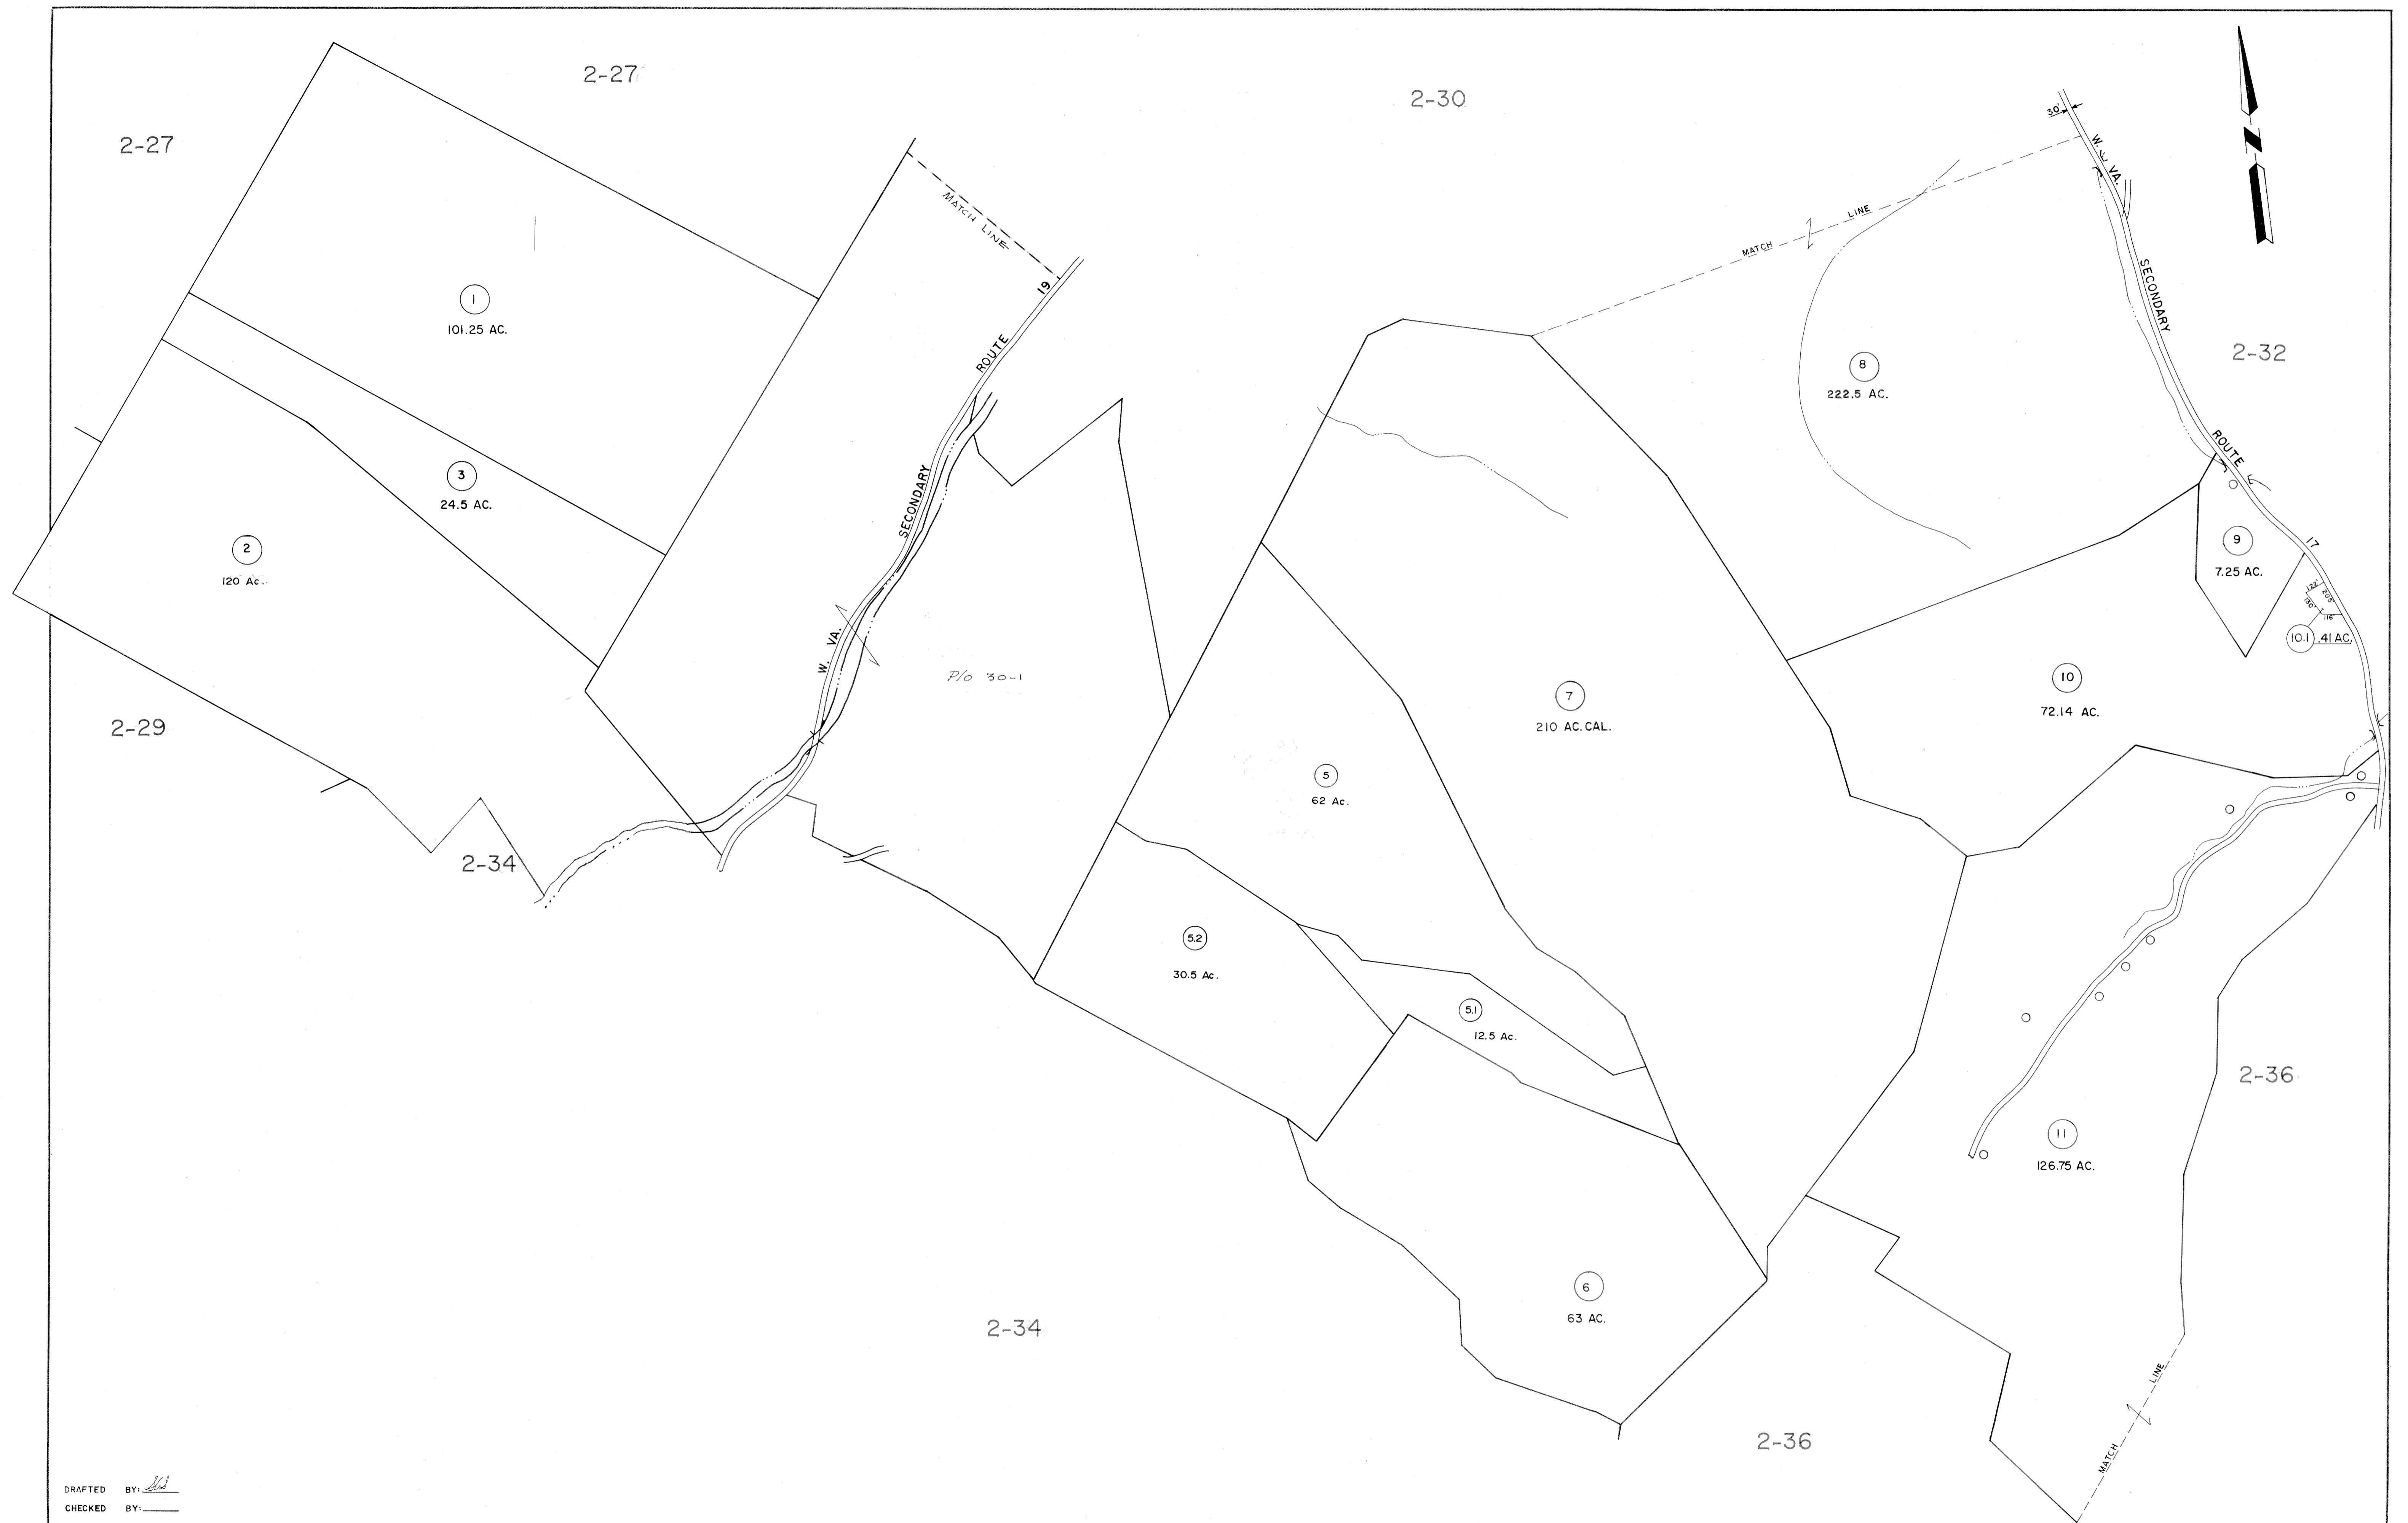 2-27
2-27
2-30
30'
W. VA.
SECONDARY
ROUTE
17
MATCH LINE
19
ROUTE
SECONDARY
W. VA.
MATCH LINE
1
101.25 AC.
8
222.5 AC.
2-32
3
24.5 AC.
2
120 Ac.
9
7.25 AC.
122'
205'
130'
116'
10.1 .41 AC.
P/O 30-1
7
210 AC. CAL.
10
72.14 AC.
2-29
5
62 Ac.
2-34
5.2
30.5 Ac.
5.1
12.5 Ac.
2-36
11
126.75 AC.
6
63 AC.
2-34
MATCH LINE
2-36
DRAFTED BY:
CHECKED BY: